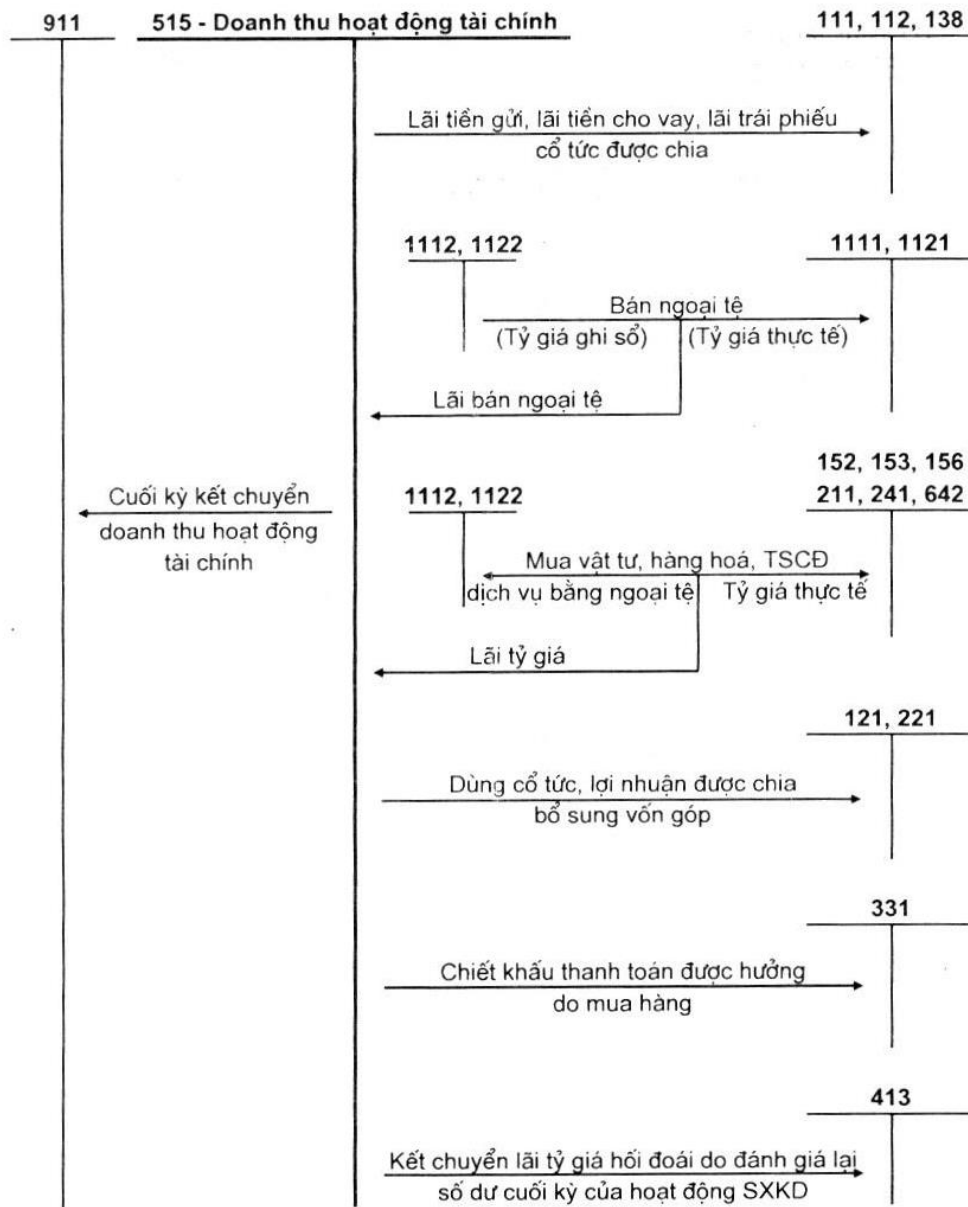 911
515 - Doanh thu hoạt động tài chính
111, 112, 138
Lãi tiền gửi, lãi tiền cho vay, lãi trái phiếu
cổ tức được chia
1112, 1122
1111, 1121
Bán ngoại tệ
(Tỷ giá ghi sổ)
(Tỷ giá thực tế)
Lãi bán ngoại tệ
Cuối kỳ kết chuyển
doanh thu hoạt động
tài chính
1112, 1122
152, 153, 156
211, 241, 642
Mua vật tư, hàng hoá, TSCĐ
dịch vụ bằng ngoại tệ
Tỷ giá thực tế
Lãi tỷ giá
121, 221
Dùng cổ tức, lợi nhuận được chia
bổ sung vốn góp
331
Chiết khấu thanh toán được hưởng
do mua hàng
413
Kết chuyển lãi tỷ giá hối đoái do đánh giá lại
số dư cuối kỳ của hoạt động SXKD